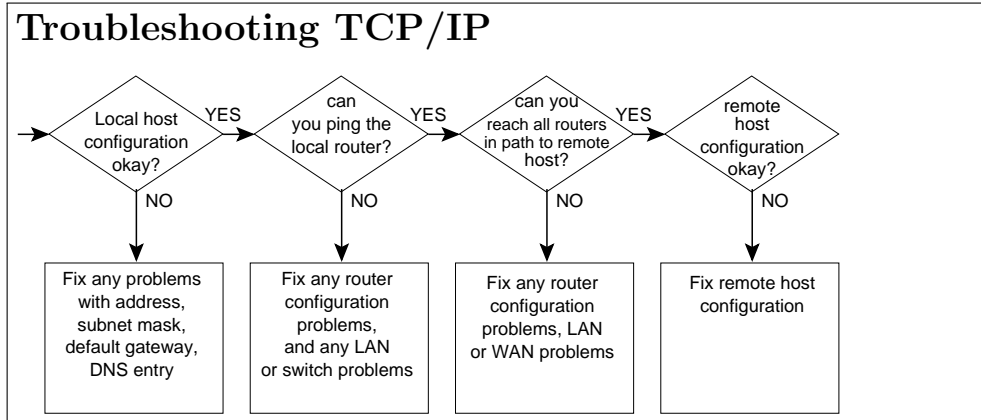 Troubleshooting TCP/IP
Local host
configuration
okay?
YES
NO
can
you ping the
local router?
YES
NO
can you
reach all routers
in path to remote
host?
YES
NO
remote
host
configuration
okay?
NO
Fix any problems
with address,
subnet mask,
default gateway,
DNS entry
Fix any router
configuration
problems,
and any LAN
or switch problems
Fix any router
configuration
problems, LAN
or WAN problems
Fix remote host
configuration